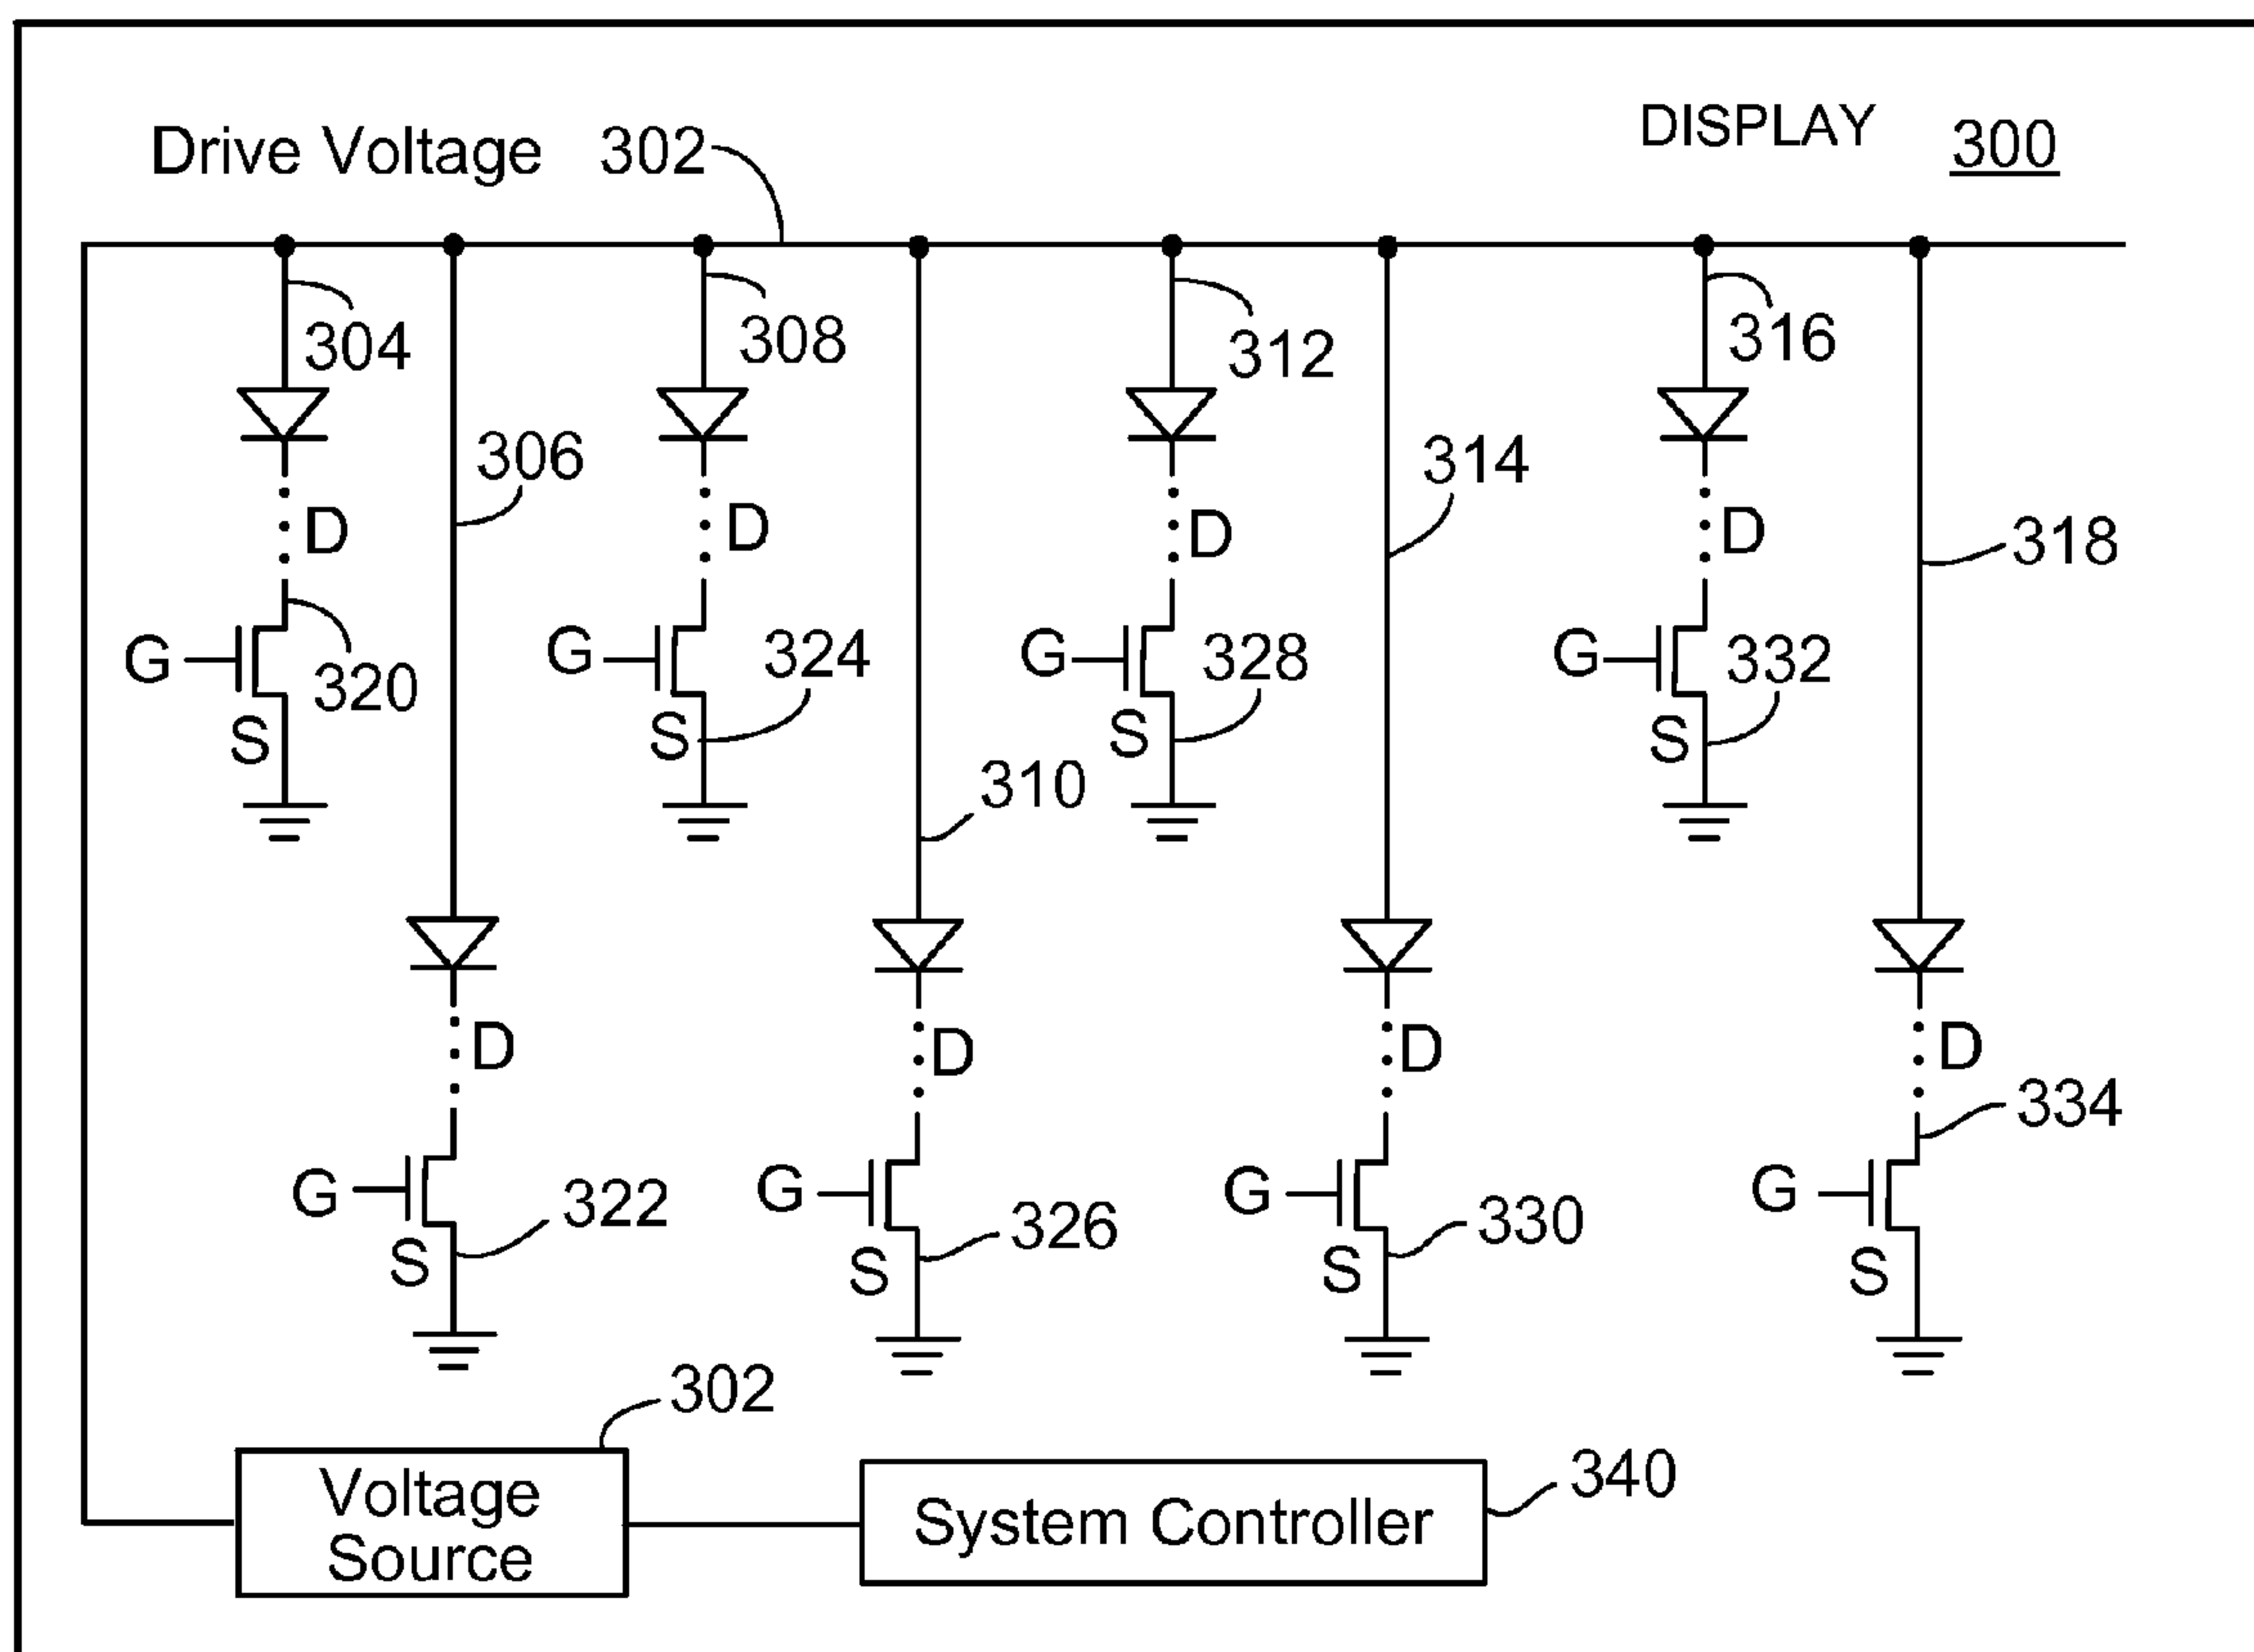 DISPLAY 300
Drive Voltage 302
304
308
312
316
306
314
D
D
D
D
318
G
320
G
324
G
328
G
332
S
S
S
S
310
D
D
D
D
334
G
322
G
326
G
330
G
S
S
S
S
302
Voltage
Source
System Controller
340